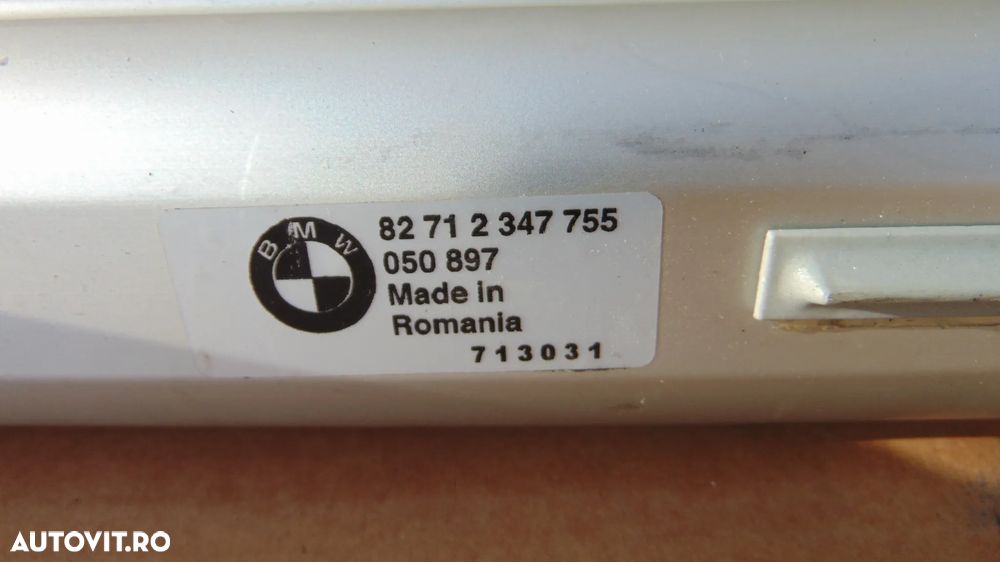 BMW
82 71 2 347 755
050 897
Made in
Romania
713031
AUTOVIT.RO